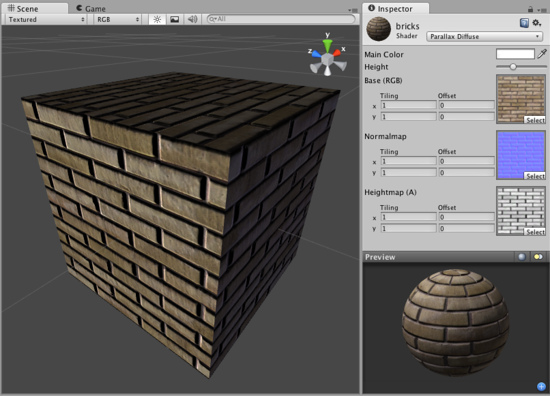 Scene
Game
Textured
RGB
All
y
x
z
Inspector
bricks
Shader
Parallax Diffuse
Main Color
Height
Base (RGB)
Tiling Offset
x 1 0
y 1 0
Select
Normalmap
Tiling Offset
x 1 0
y 1 0
Select
Heightmap (A)
Tiling Offset
x 1 0
y 1 0
Select
Preview